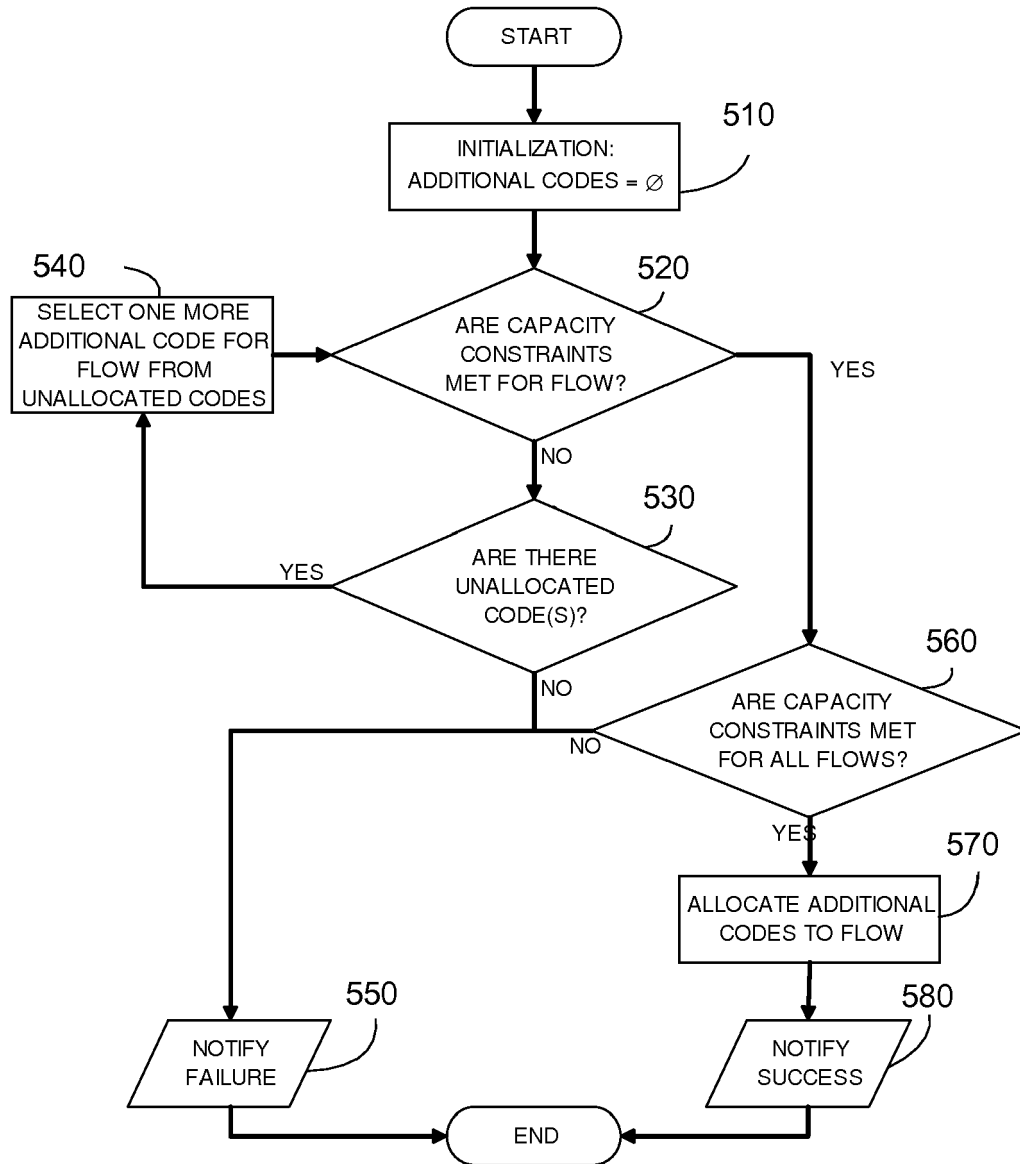 START
510
INITIALIZATION:
ADDITIONAL CODES = ∅
540
520
SELECT ONE MORE
ADDITIONAL CODE FOR
FLOW FROM
UNALLOCATED CODES
ARE CAPACITY
CONSTRAINTS
MET FOR FLOW?
YES
NO
530
ARE THERE
UNALLOCATED
CODE(S)?
YES
NO
560
ARE CAPACITY
CONSTRAINTS MET
FOR ALL FLOWS?
NO
YES
570
ALLOCATE ADDITIONAL
CODES TO FLOW
550
NOTIFY
FAILURE
580
NOTIFY
SUCCESS
END